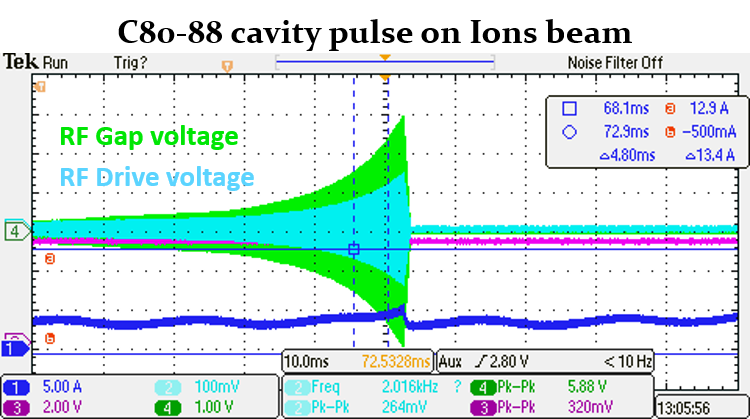 C80-88 cavity pulse on Ions beam
Tek Run Trig? Noise Filter Off
T
T
68.1ms a 12.9 A
72.9ms b -500mA
△4.80ms △13.4 A
RF Gap voltage
RF Drive voltage
4
a
b
1
10.0ms 72.5328ms Aux 2.80 V < 10 Hz
1 5.00 A 2 100mV 2 Freq 2.016kHz ? 4 Pk-Pk 5.88 V
3 2.00 V 4 1.00 V 2 Pk-Pk 264mV 3 Pk-Pk 320mV 13:05:56